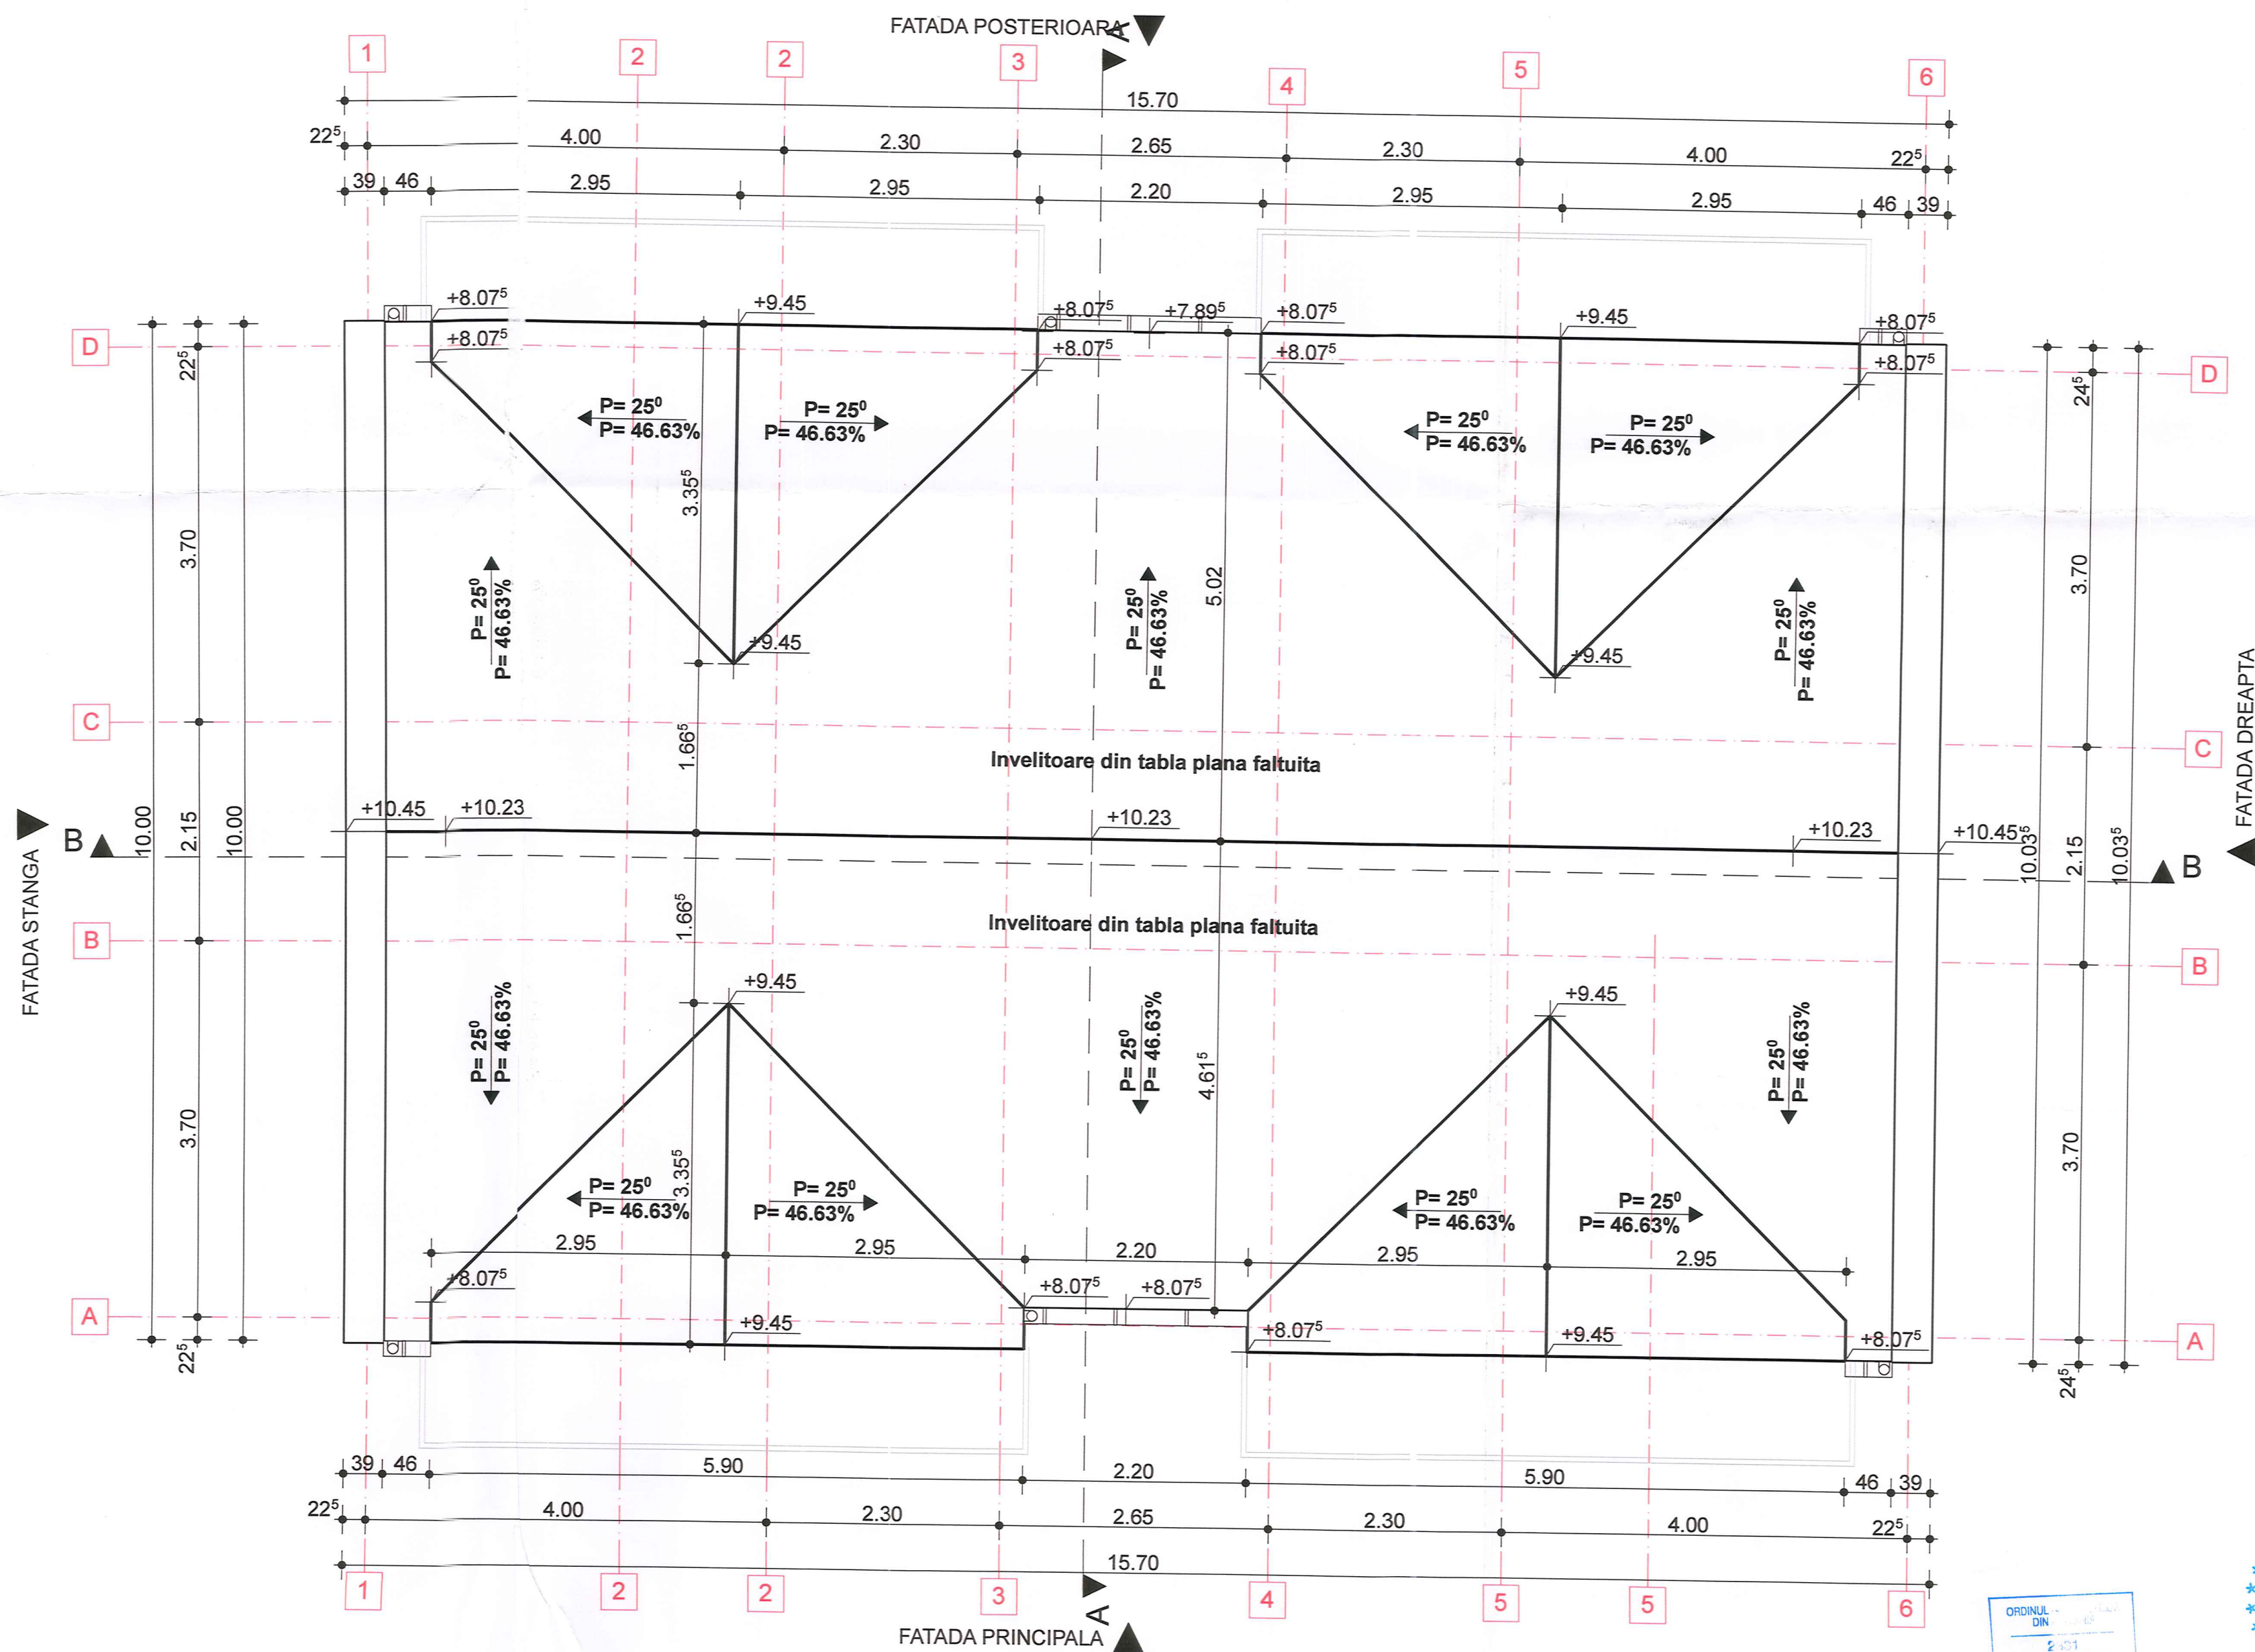 FATADA POSTERIOARA
A
1 2 2 3 4 5 6
15.70
22⁵ 4.00 2.30 2.65 2.30 4.00 22⁵
39 46 2.95 2.95 2.20 2.95 2.95 46 39
+8.07⁵ +9.45 +8.07⁵ +7.89⁵ +8.07⁵ +9.45 +8.07⁵
D 22⁵ +8.07⁵ +8.07⁵ +8.07⁵ +8.07⁵ 24⁵ D
P= 25⁰ P= 25⁰ P= 25⁰ P= 25⁰
P= 46.63% P= 46.63% P= 46.63% P= 46.63%
3.35⁵
3.70 5.02 3.70
P= 25⁰ P= 25⁰ P= 25⁰
P= 46.63% P= 46.63% P= 46.63%
+9.45 +9.45
C 1.66⁵ C
Invelitoare din tabla plana faltuita
FATADA STANGA
FATADA DREAPTA
+10.45 +10.23 +10.23 +10.23 +10.45
B 10.00 2.15 10.00 10.03⁵ 2.15 10.03⁵ B
1.66⁵
Invelitoare din tabla plana faltuita
B B
+9.45 +9.45
P= 25⁰ P= 25⁰ P= 25⁰
P= 46.63% P= 46.63% P= 46.63%
3.70 4.61⁵ 3.70
3.35⁵
P= 25⁰ P= 25⁰ P= 25⁰ P= 25⁰
P= 46.63% P= 46.63% P= 46.63% P= 46.63%
2.95 2.95 2.20 2.95 2.95
+8.07⁵ +8.07⁵ +8.07⁵
A +9.45 +8.07⁵ +9.45 +8.07⁵ A
22⁵ 24⁵
39 46 5.90 2.20 5.90 46 39
22⁵ 4.00 2.30 2.65 2.30 4.00 22⁵
15.70
1 2 2 3 4 5 5 6
A
FATADA PRINCIPALA
ORDINUL
DIN